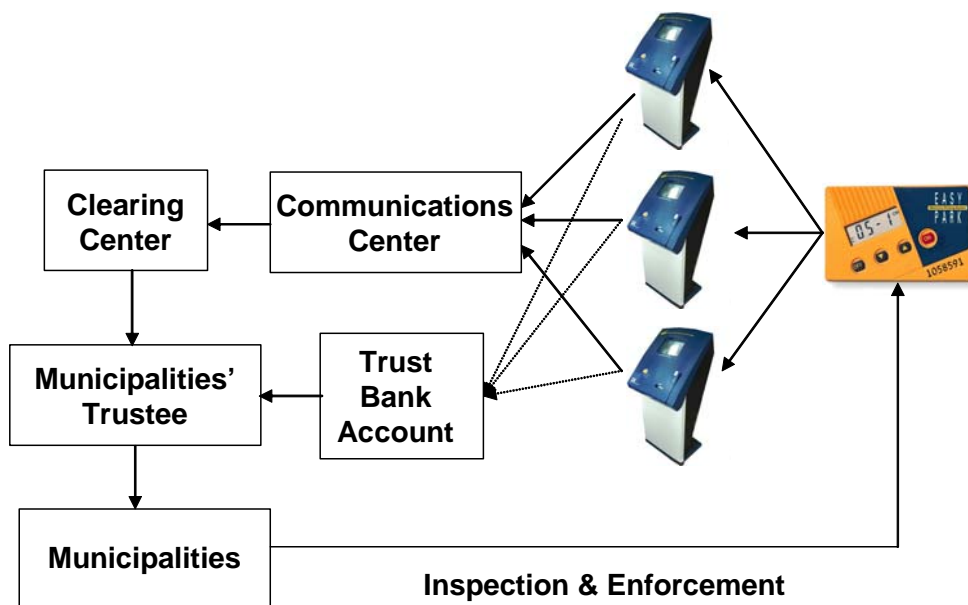 Clearing
Center
Communications
Center
EASY
PARK
05-1
1058591
Municipalities’
Trustee
Trust
Bank
Account
Municipalities
Inspection & Enforcement